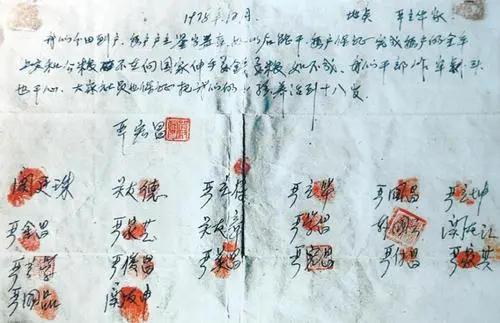 1978年12月. 地点 严立华家
我们分田到户,每户户主签字盖章,如以后能干,每户保证完成每户的全年
上交和公粮 不在向国家伸手要钱要粮,如不成,我们干部作牢刹头
也干心,大家社员也保证把我们的小孩养活到十八岁
严宏昌
关廷珠 关友德 严立符 严立华 严国昌 严立坤
严金昌 严家芝 关友章 严学昌 韩国云 关友江
严立学 严俊昌 严美昌 严宏昌 严付昌 严家其
严国品 关友申